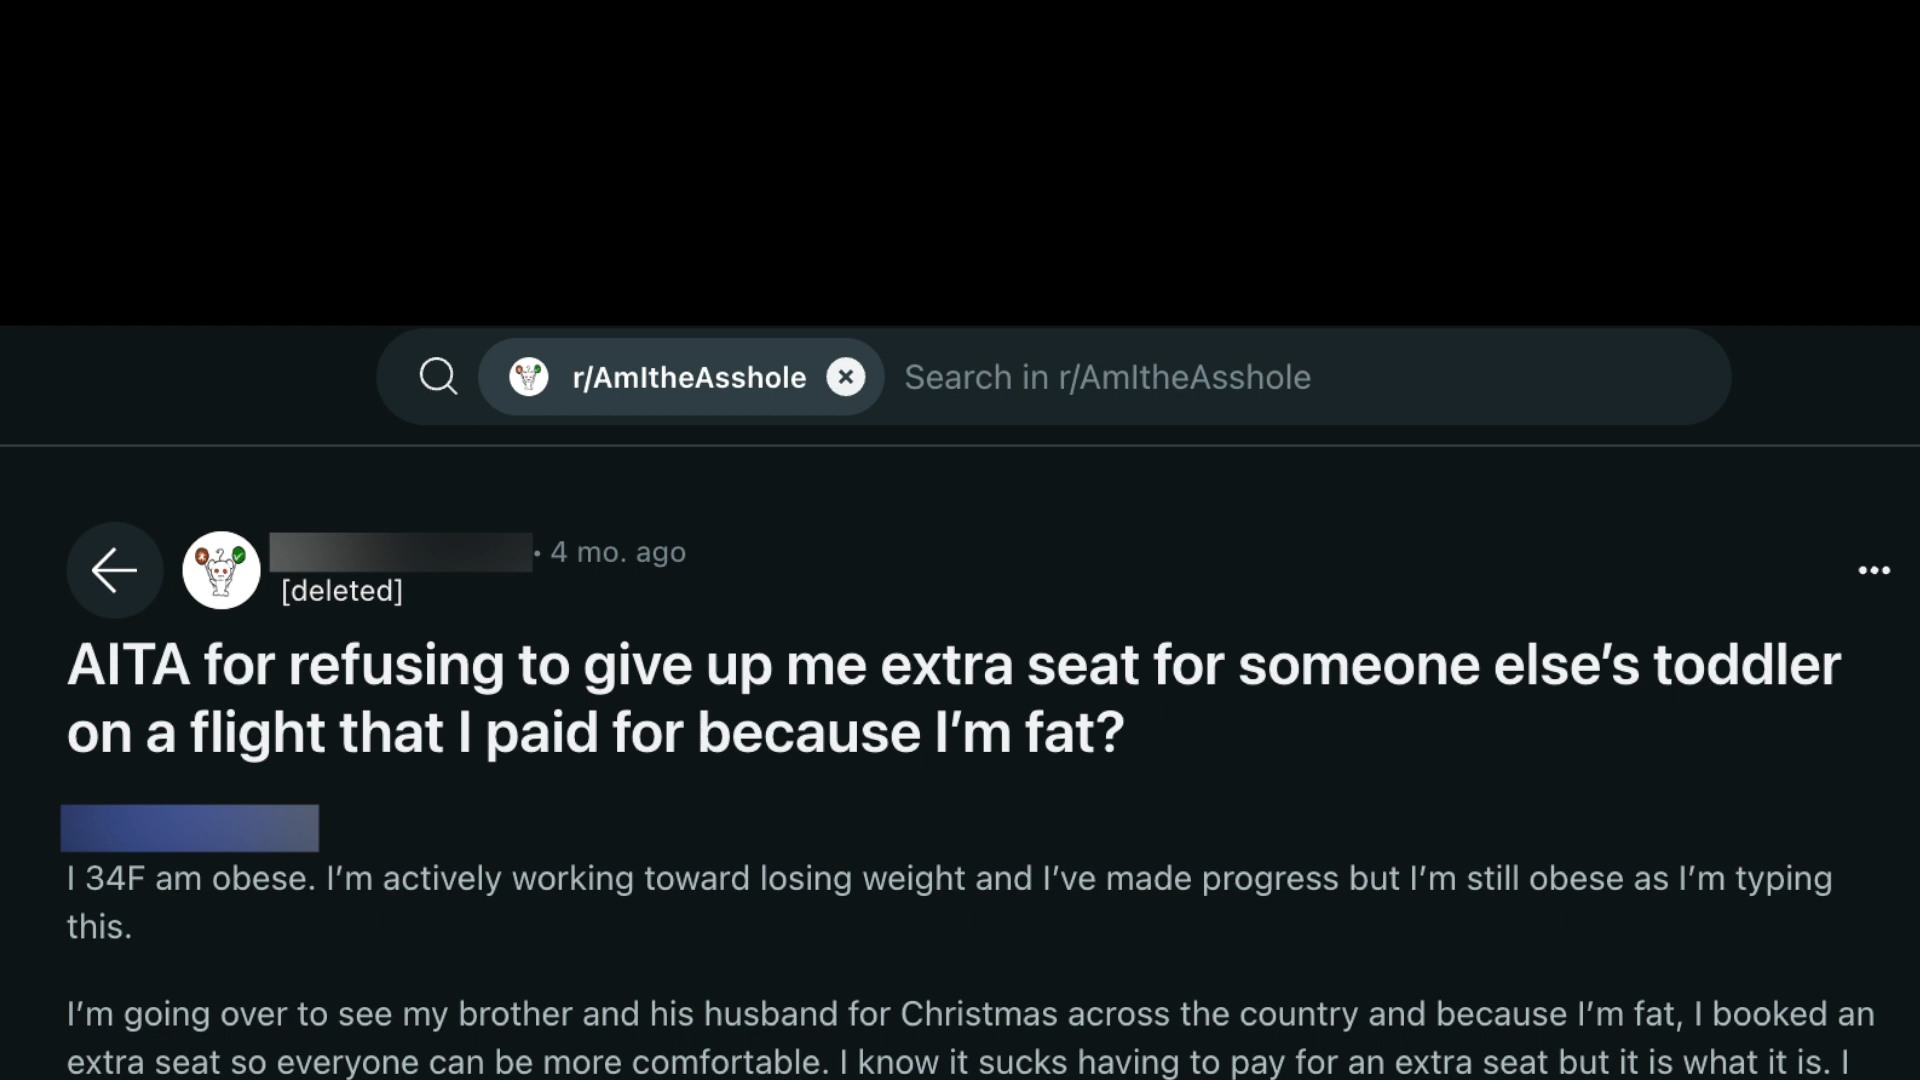 r/AmItheAsshole
Search in r/AmItheAsshole
• 4 mo. ago
[deleted]
AITA for refusing to give up me extra seat for someone else’s toddler
on a flight that I paid for because I’m fat?
I 34F am obese. I’m actively working toward losing weight and I’ve made progress but I’m still obese as I’m typing
this.
I’m going over to see my brother and his husband for Christmas across the country and because I’m fat, I booked an
extra seat so everyone can be more comfortable. I know it sucks having to pay for an extra seat but it is what it is. I